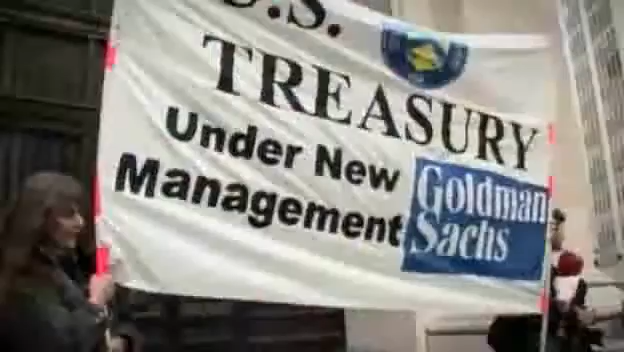 U.S.
TREASURY
Under New
Management
Goldman
Sachs